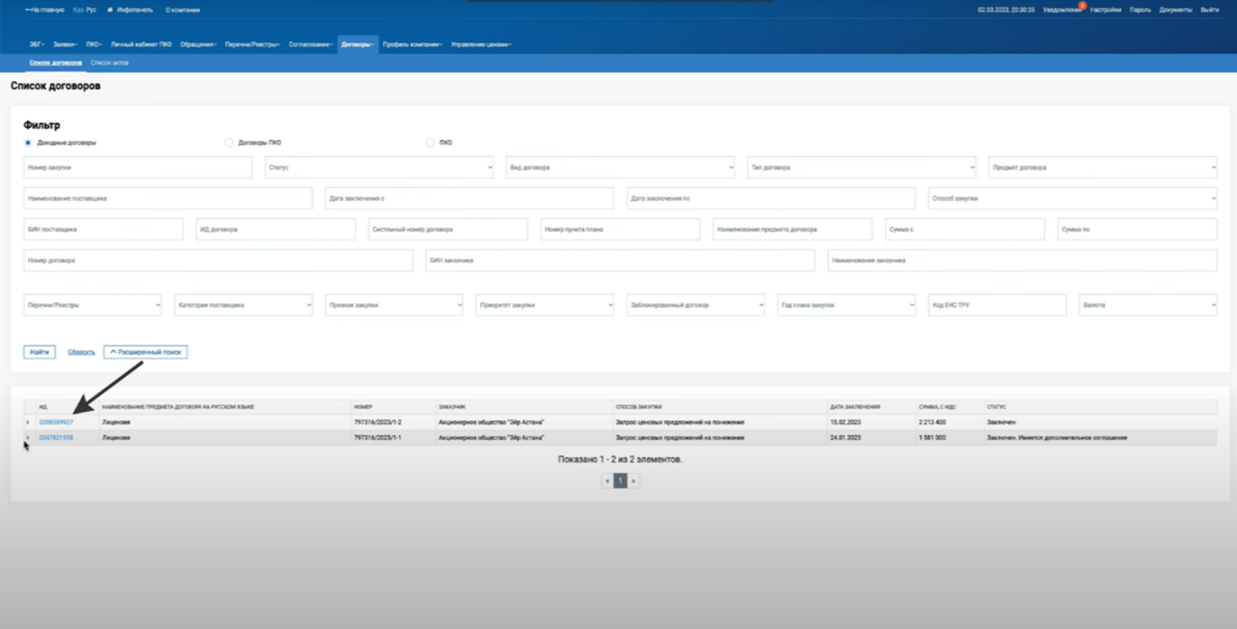 На главную Қаз Рус Инфопанель О компании 02.03.2023, 20:30:35 Уведомления Настройки Пароль Документы Выйти
ЭБГ Заявки ПКО Личный кабинет ПКО Обращения Перечни/Реестры Согласование Договоры Профиль компании Управление ценами
Список договоров Список актов
Список договоров
Фильтр
Доходные договоры Договоры ПКО ПКО
Номер закупки Статус Вид договора Тип договора Предмет договора
Наименование поставщика Дата заключения с Дата заключения по Способ закупки
БИН поставщика ИД договора Системный номер договора Номер пункта плана Наименование предмета договора Сумма с Сумма по
Номер договора БИН заказчика Наименование заказчика
Перечни/Реестры Категория поставщика Признак закупки Приоритет закупки Заблокированный договор Год плана закупок Код ЕНС ТРУ Валюта
Найти Сбросить Расширенный поиск
ИД НАИМЕНОВАНИЕ ПРЕДМЕТА ДОГОВОРА НА РУССКОМ ЯЗЫКЕ НОМЕР ЗАКАЗЧИК СПОСОБ ЗАКУПКИ ДАТА ЗАКЛЮЧЕНИЯ СУММА, С НДС СТАТУС
Лицензия 797316/2023/1-2 Акционерное общество "Эйр Астана" Запрос ценовых предложений на понижение 15.02.2023 2 213 400 Заключен
Лицензия 797316/2023/1-1 Акционерное общество "Эйр Астана" Запрос ценовых предложений на понижение 24.01.2023 1 581 000 Заключен. Имеется дополнительное соглашение
Показано 1 - 2 из 2 элементов.
« 1 »